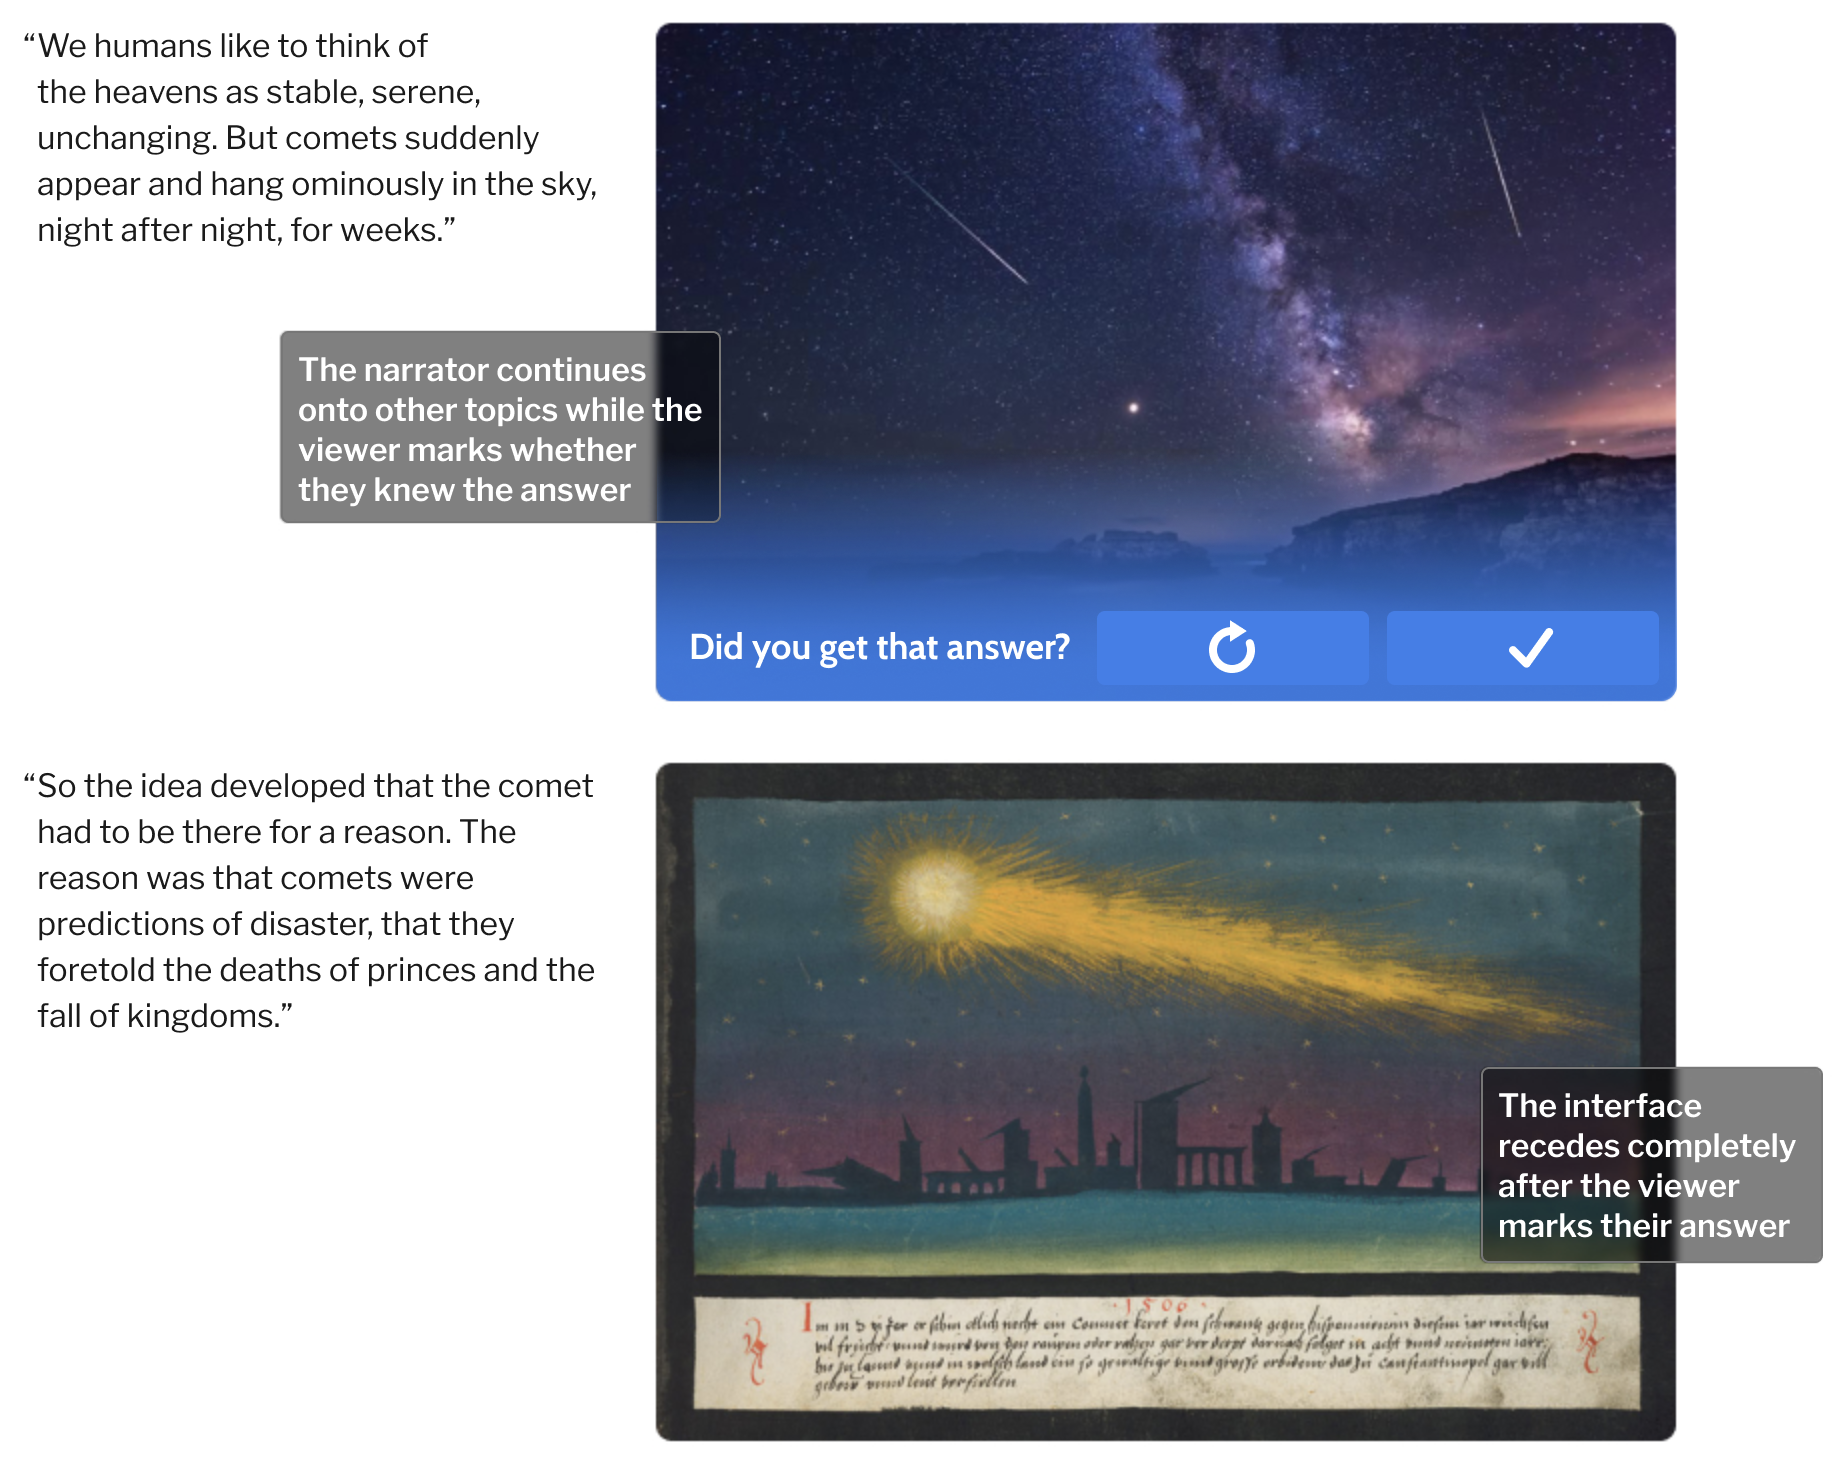 “We humans like to think of
the heavens as stable, serene,
unchanging. But comets suddenly
appear and hang ominously in the sky,
night after night, for weeks.”
The narrator continues
onto other topics while the
viewer marks whether
they knew the answer
Did you get that answer?
“So the idea developed that the comet
had to be there for a reason. The
reason was that comets were
predictions of disaster, that they
foretold the deaths of princes and the
fall of kingdoms.”
The interface
recedes completely
after the viewer
marks their answer
· 1506 ·